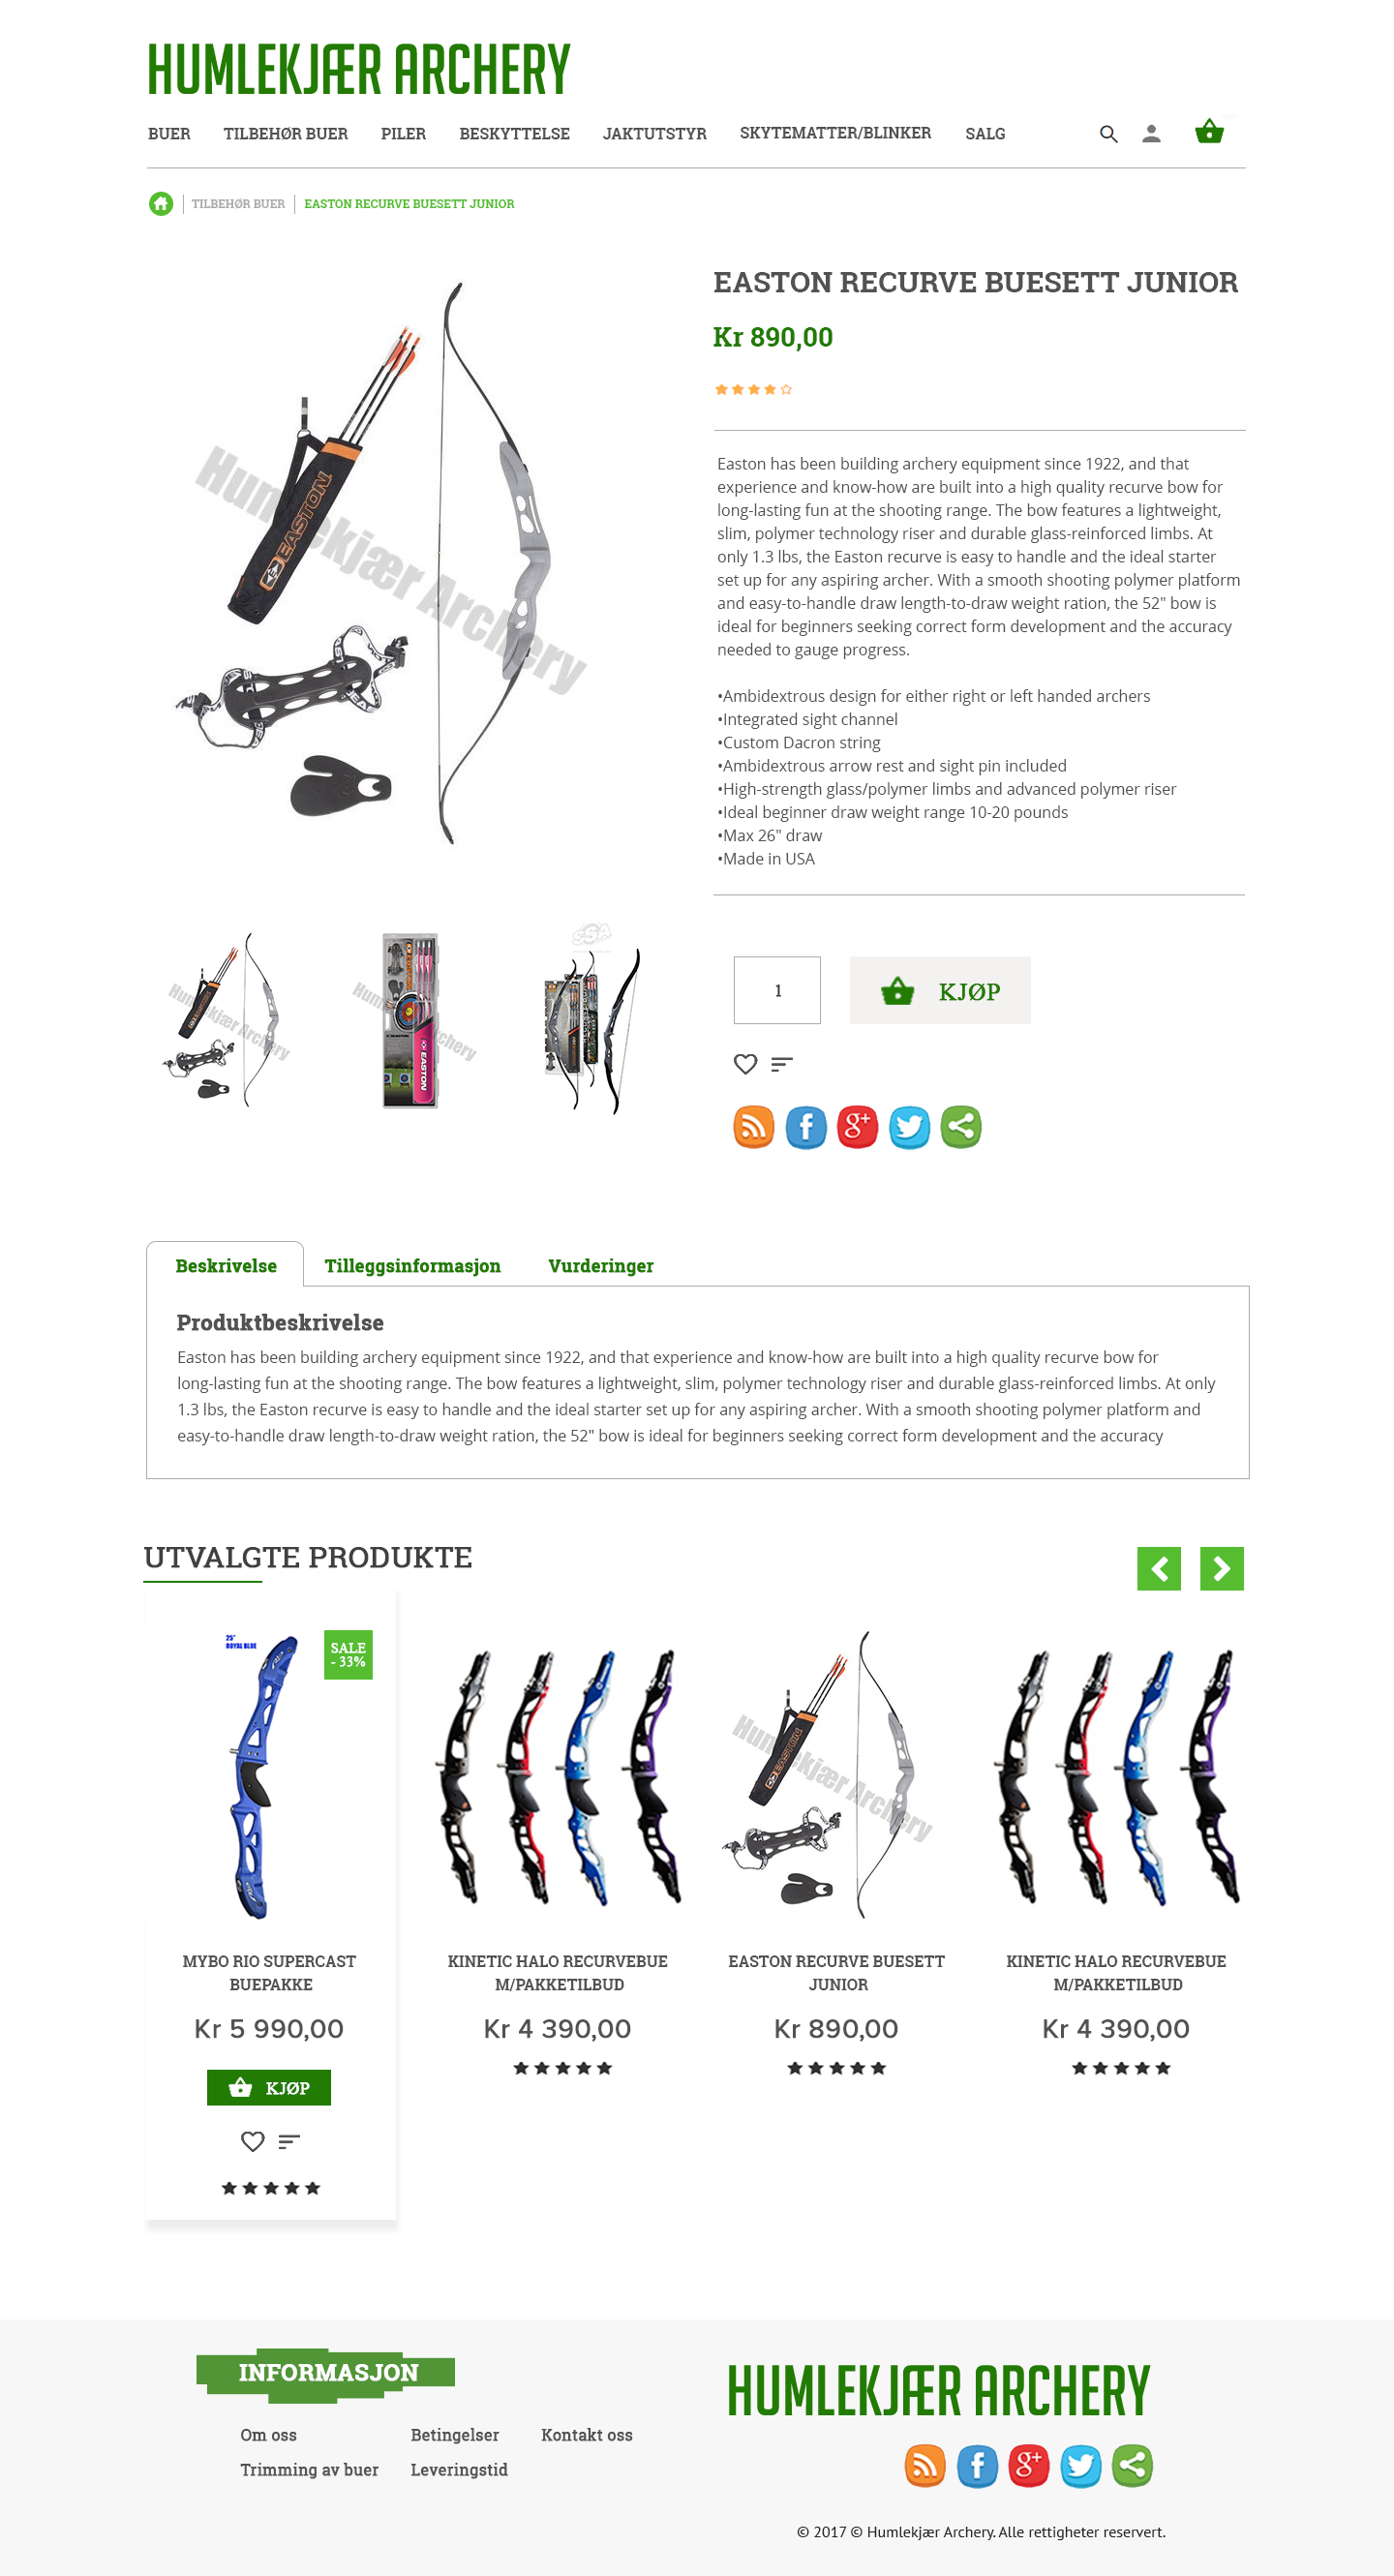 HUMLEKJÆR ARCHERY
BUER TILBEHØR BUER PILER BESKYTTELSE JAKTUTSTYR SKYTEMATTER/BLINKER SALG
TILBEHØR BUER EASTON RECURVE BUESETT JUNIOR
EASTON RECURVE BUESETT JUNIOR
Kr 890,00
Humlekjær Archery
EASTON
Easton has been building archery equipment since 1922, and that
experience and know-how are built into a high quality recurve bow for
long-lasting fun at the shooting range. The bow features a lightweight,
slim, polymer technology riser and durable glass-reinforced limbs. At
only 1.3 lbs, the Easton recurve is easy to handle and the ideal starter
set up for any aspiring archer. With a smooth shooting polymer platform
and easy-to-handle draw length-to-draw weight ration, the 52" bow is
ideal for beginners seeking correct form development and the accuracy
needed to gauge progress.
•Ambidextrous design for either right or left handed archers
•Integrated sight channel
•Custom Dacron string
•Ambidextrous arrow rest and sight pin included
•High-strength glass/polymer limbs and advanced polymer riser
•Ideal beginner draw weight range 10-20 pounds
•Max 26" draw
•Made in USA
Humlekjær Archery
Humlekjær Archery
EASTON
SSA
1
KJØP
Beskrivelse Tilleggsinformasjon Vurderinger
Produktbeskrivelse
Easton has been building archery equipment since 1922, and that experience and know-how are built into a high quality recurve bow for
long-lasting fun at the shooting range. The bow features a lightweight, slim, polymer technology riser and durable glass-reinforced limbs. At only
1.3 lbs, the Easton recurve is easy to handle and the ideal starter set up for any aspiring archer. With a smooth shooting polymer platform and
easy-to-handle draw length-to-draw weight ration, the 52" bow is ideal for beginners seeking correct form development and the accuracy
UTVALGTE PRODUKTE
25"
ROYAL BLUE
SALE
- 33%
Humlekjær Archery
EASTON
MYBO RIO SUPERCAST
BUEPAKKE
Kr 5 990,00
KJØP
KINETIC HALO RECURVEBUE
M/PAKKETILBUD
Kr 4 390,00
EASTON RECURVE BUESETT
JUNIOR
Kr 890,00
KINETIC HALO RECURVEBUE
M/PAKKETILBUD
Kr 4 390,00
INFORMASJON
Om oss Betingelser Kontakt oss
Trimming av buer Leveringstid
HUMLEKJÆR ARCHERY
© 2017 © Humlekjær Archery. Alle rettigheter reservert.